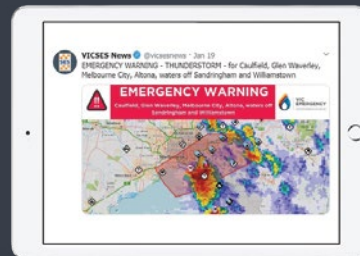 VICSES News @vicsesnews · Jan 19
EMERGENCY WARNING - THUNDERSTORM - for Caulfield, Glen Waverley,
Melbourne City, Altona, waters off Sandringham and Williamstown
EMERGENCY WARNING
Caulfield, Glen Waverley, Melbourne City, Altona, waters off
Sandringham and Williamstown
VIC
EMERGENCY